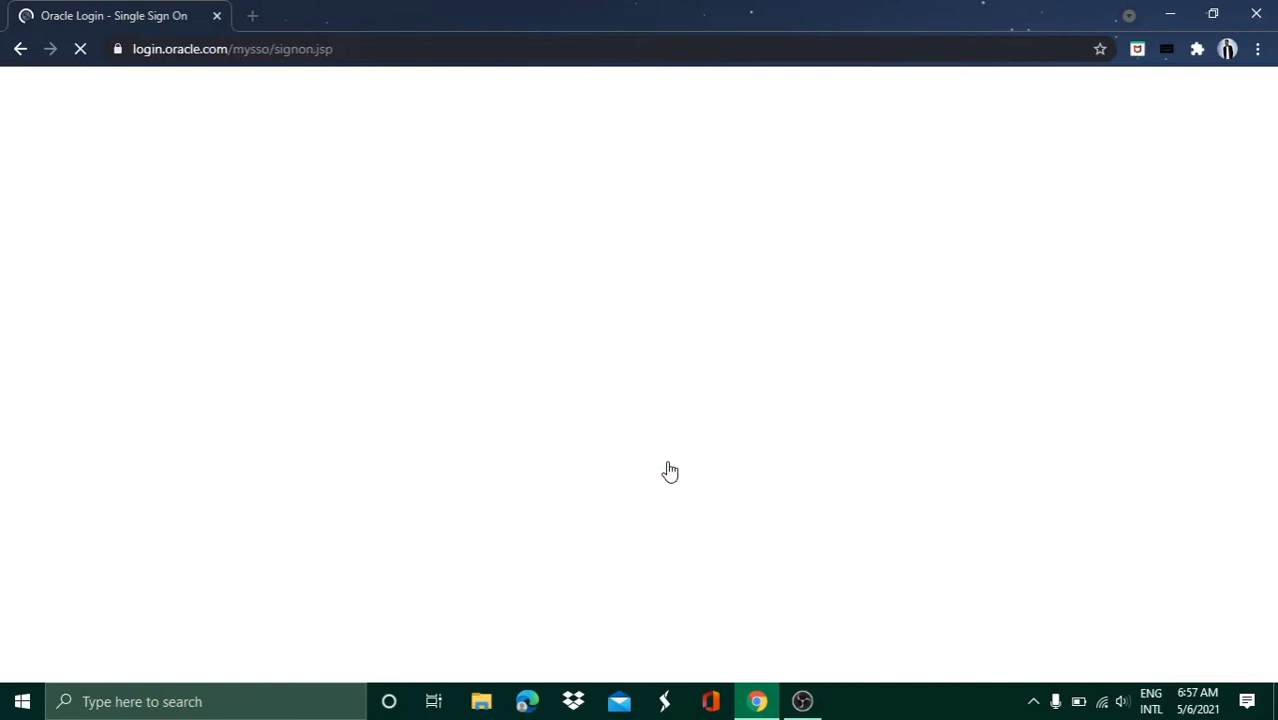 Oracle Login - Single Sign On
login.oracle.com/mysso/signon.jsp
Type here to search
ENG
INTL
6:57 AM
5/6/2021